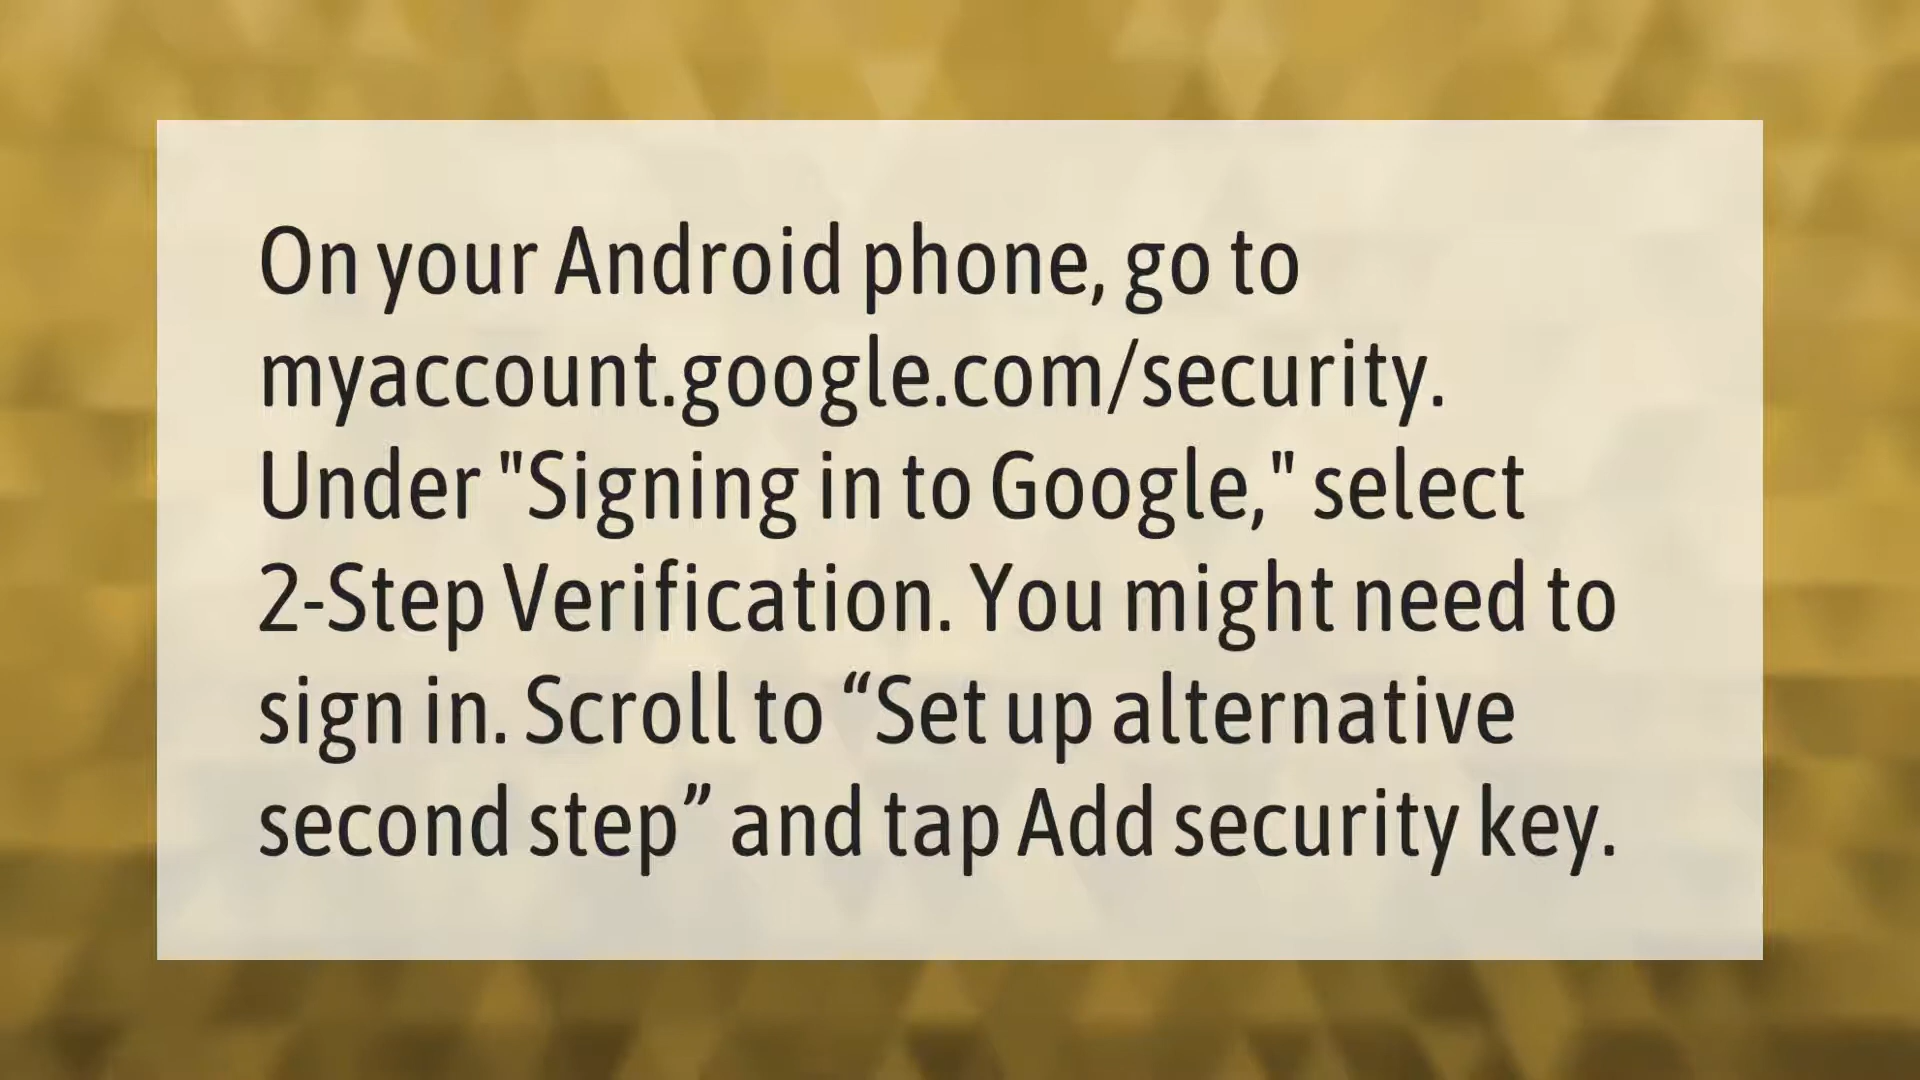 On your Android phone, go to
myaccount.google.com/security.
Under "Signing in to Google," select
2-Step Verification. You might need to
sign in. Scroll to “Set up alternative
second step” and tap Add security key.